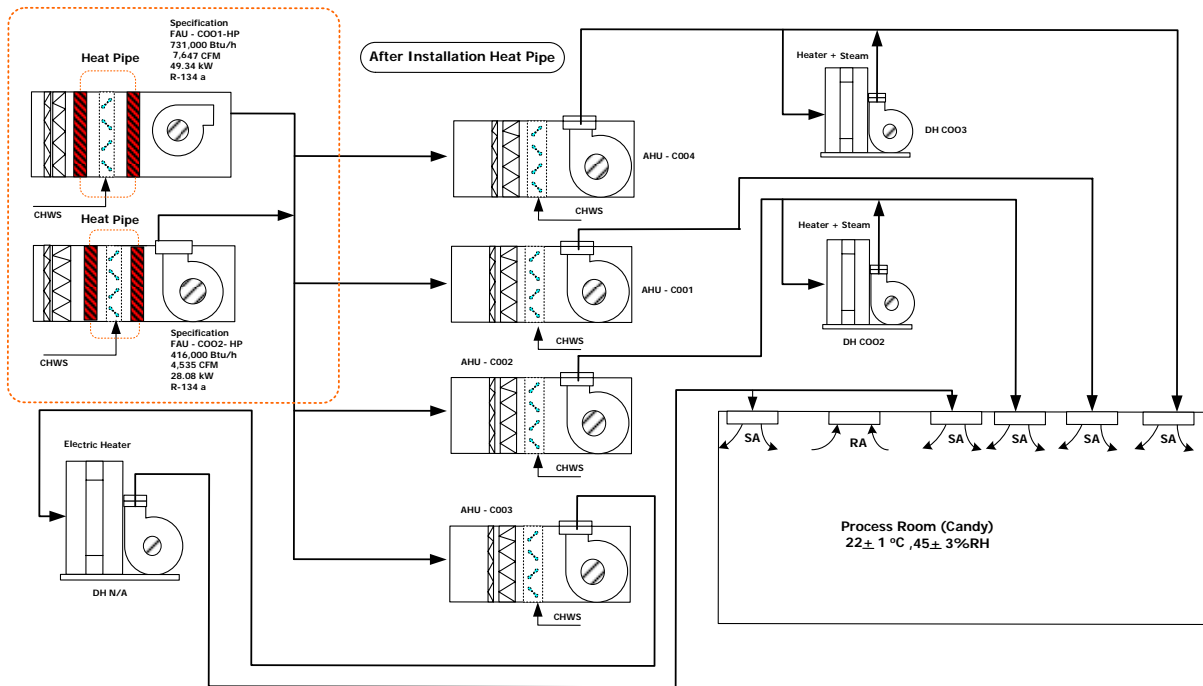 Specification
FAU - COO1-HP
731,000 Btu/h
7,647 CFM
49.34 kW
R-134 a
Heat Pipe
CHWS
Heat Pipe
CHWS
Specification
FAU - COO2- HP
416,000 Btu/h
4,535 CFM
28.08 kW
R-134 a
After Installation Heat Pipe
AHU - C004
CHWS
AHU - C001
CHWS
AHU - C002
CHWS
AHU - C003
CHWS
Heater + Steam
DH COO3
Heater + Steam
DH COO2
Electric Heater
DH N/A
SA
RA
SA
SA
SA
SA
Process Room (Candy)
22± 1 ºC ,45± 3%RH